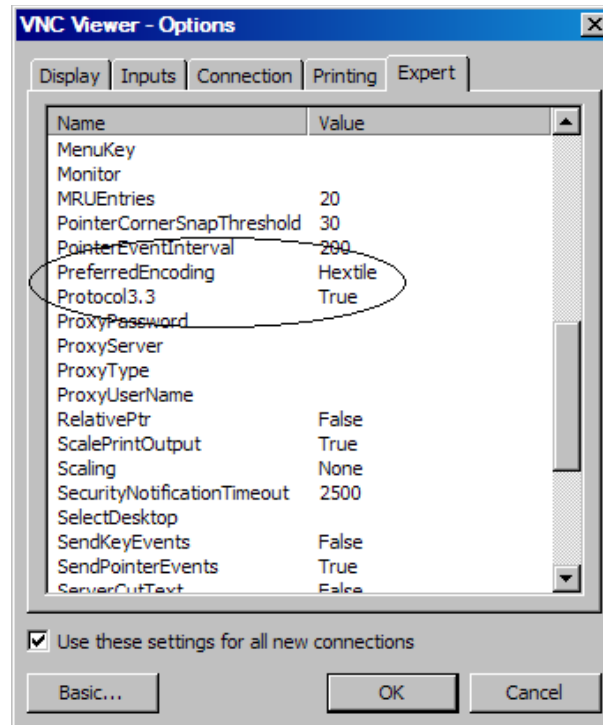 VNC Viewer - Options
Display Inputs Connection Printing Expert
Name Value
MenuKey
Monitor
MRUEntries 20
PointerCornerSnapThreshold 30
PointerEventInterval 200
PreferredEncoding Hextile
Protocol3.3 True
ProxyPassword
ProxyServer
ProxyType
ProxyUserName
RelativePtr False
ScalePrintOutput True
Scaling None
SecurityNotificationTimeout 2500
SelectDesktop
SendKeyEvents False
SendPointerEvents True
ServerCutText False
Use these settings for all new connections
Basic... OK Cancel